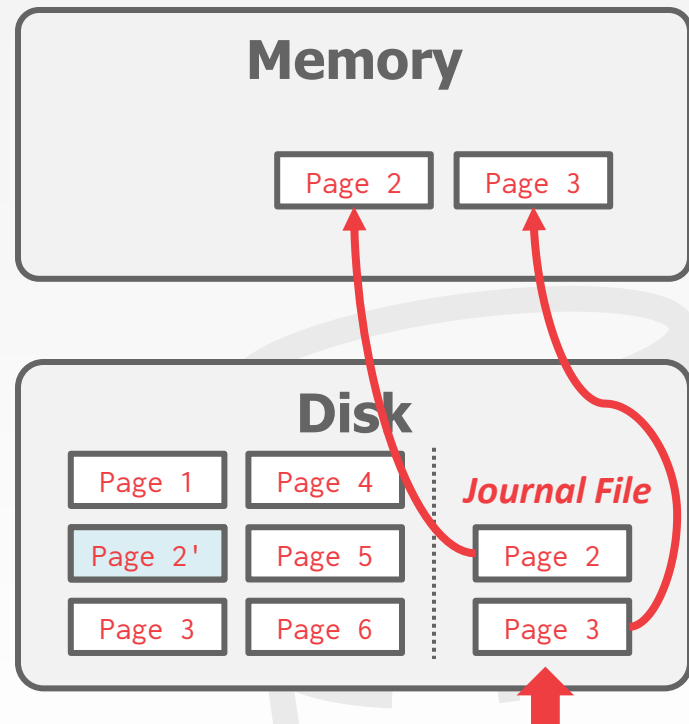 Memory
Page 2
Page 3
Disk
Page 1
Page 4
Journal File
Page 2'
Page 5
Page 2
Page 3
Page 6
Page 3